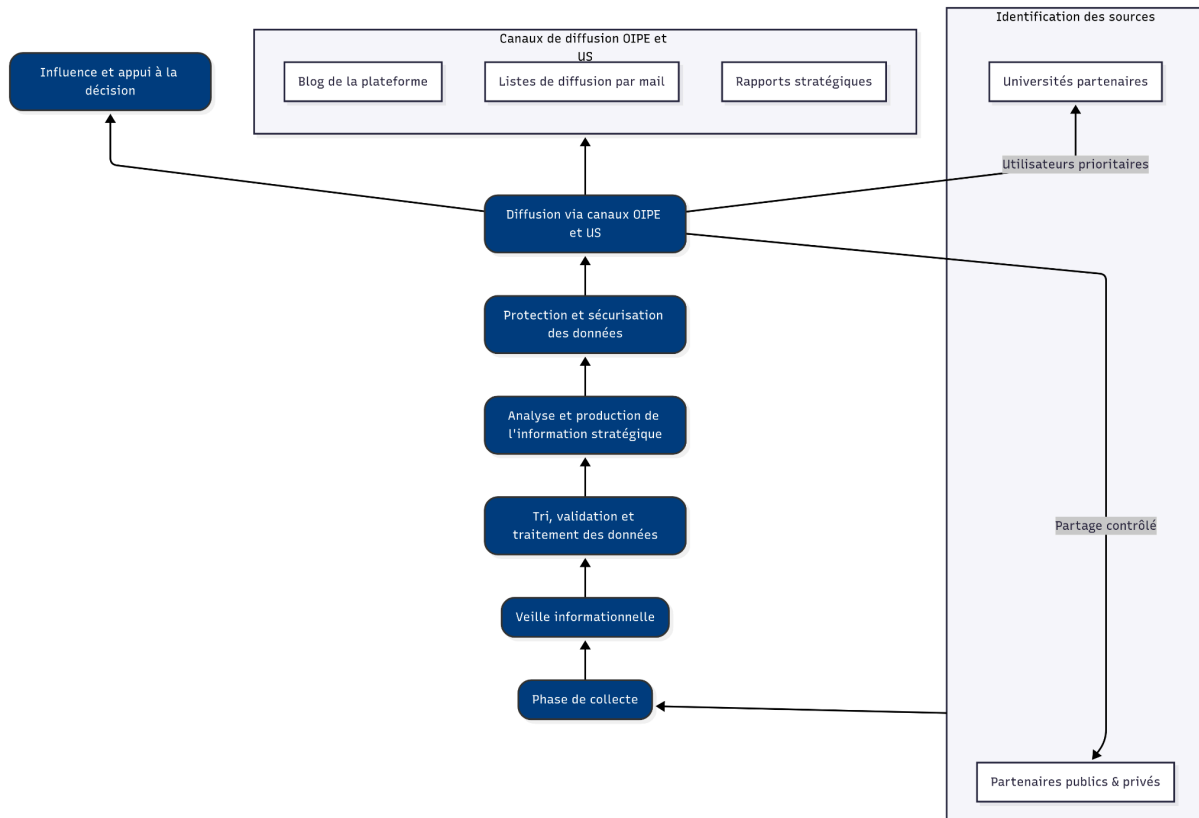 Identification des sources
Canaux de diffusion OIPE et
US
Influence et appui à la
décision
Blog de la plateforme
Listes de diffusion par mail
Rapports stratégiques
Universités partenaires
Utilisateurs prioritaires
Diffusion via canaux OIPE
et US
Protection et sécurisation
des données
Analyse et production de
l'information stratégique
Tri, validation et
traitement des données
Partage contrôlé
Veille informationnelle
Phase de collecte
Partenaires publics & privés